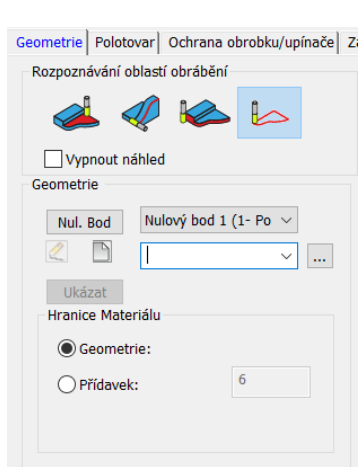 Geometrie Polotovar Ochrana obrobku/upínače Zá
Rozpoznávání oblastí obrábění
Vypnout náhled
Geometrie
Nul. Bod Nulový bod 1 (1- Po
...
Ukázat
Hranice Materiálu
Geometrie:
Přídavek: 6